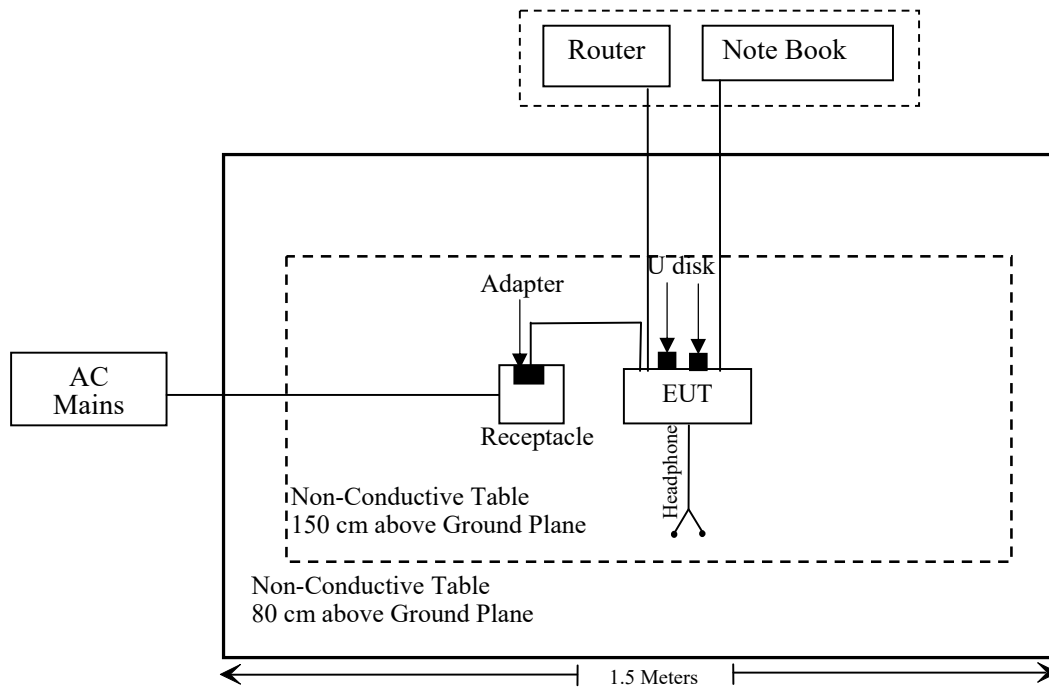 Router
Note Book
U disk
Adapter
AC
Mains
EUT
Receptacle
Headphone
Non-Conductive Table
150 cm above Ground Plane
Non-Conductive Table
80 cm above Ground Plane
1.5 Meters